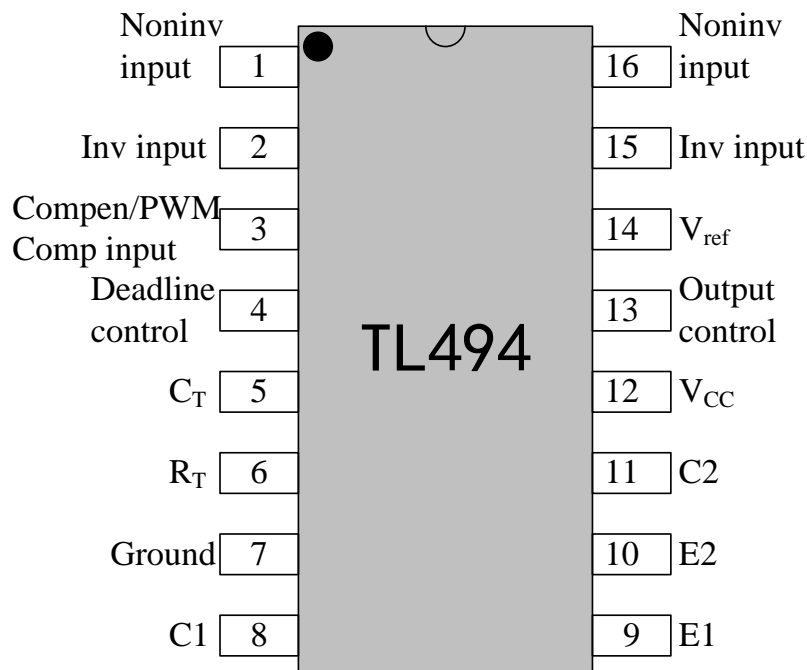 Noninv
input
1
Inv input
2
Compen/PWM
Comp input
3
Deadline
control
4
C_T
5
R_T
6
Ground
7
C1
8
TL494
16
Noninv
input
15
Inv input
14
V_ref
13
Output
control
12
V_CC
11
C2
10
E2
9
E1